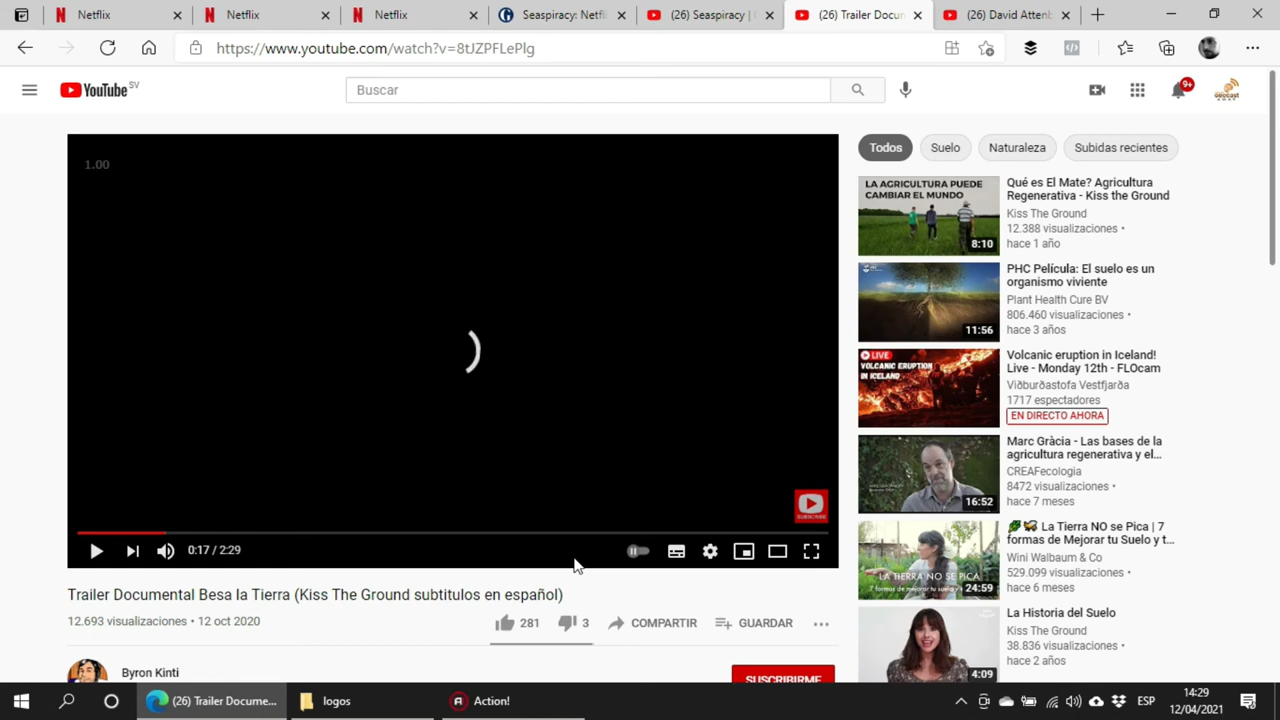 Netflix
Netflix
Netflix
Seaspiracy: Netfl
(26) Seaspiracy |
(26) Trailer Docum
(26) David Attenb
https://www.youtube.com/watch?v=8tJZPFLePlg
YouTube SV
Buscar
9+
1.00
Todos
Suelo
Naturaleza
Subidas recientes
LA AGRICULTURA PUEDE
CAMBIAR EL MUNDO
8:10
Qué es El Mate? Agricultura
Regenerativa - Kiss the Ground
Kiss The Ground
12.388 visualizaciones •
hace 1 año
11:56
PHC Película: El suelo es un
organismo viviente
Plant Health Cure BV
806.460 visualizaciones •
hace 3 años
LIVE
VOLCANIC ERUPTION
IN ICELAND
Volcanic eruption in Iceland!
Live - Monday 12th - FLOcam
Viðburðastofa Vestfjarða
1717 espectadores
EN DIRECTO AHORA
16:52
Marc Gràcia - Las bases de la
agricultura regenerativa y el...
CREAFecologia
8472 visualizaciones •
hace 7 meses
LA TIERRA NO SE PICA
24:59
La Tierra NO se Pica | 7
formas de Mejorar tu Suelo y t...
Wini Walbaum & Co
529.099 visualizaciones •
hace 6 meses
4:09
La Historia del Suelo
Kiss The Ground
38.836 visualizaciones •
hace 2 años
SUBSCRIBE
0:17 / 2:29
Trailer Documental Besa la Tierra (Kiss The Ground subtitulos en español)
12.693 visualizaciones • 12 oct 2020
281
3
COMPARTIR
GUARDAR
Byron Kinti
SUSCRIBIRME
(26) Trailer Docume...
logos
Action!
ESP
14:29
12/04/2021